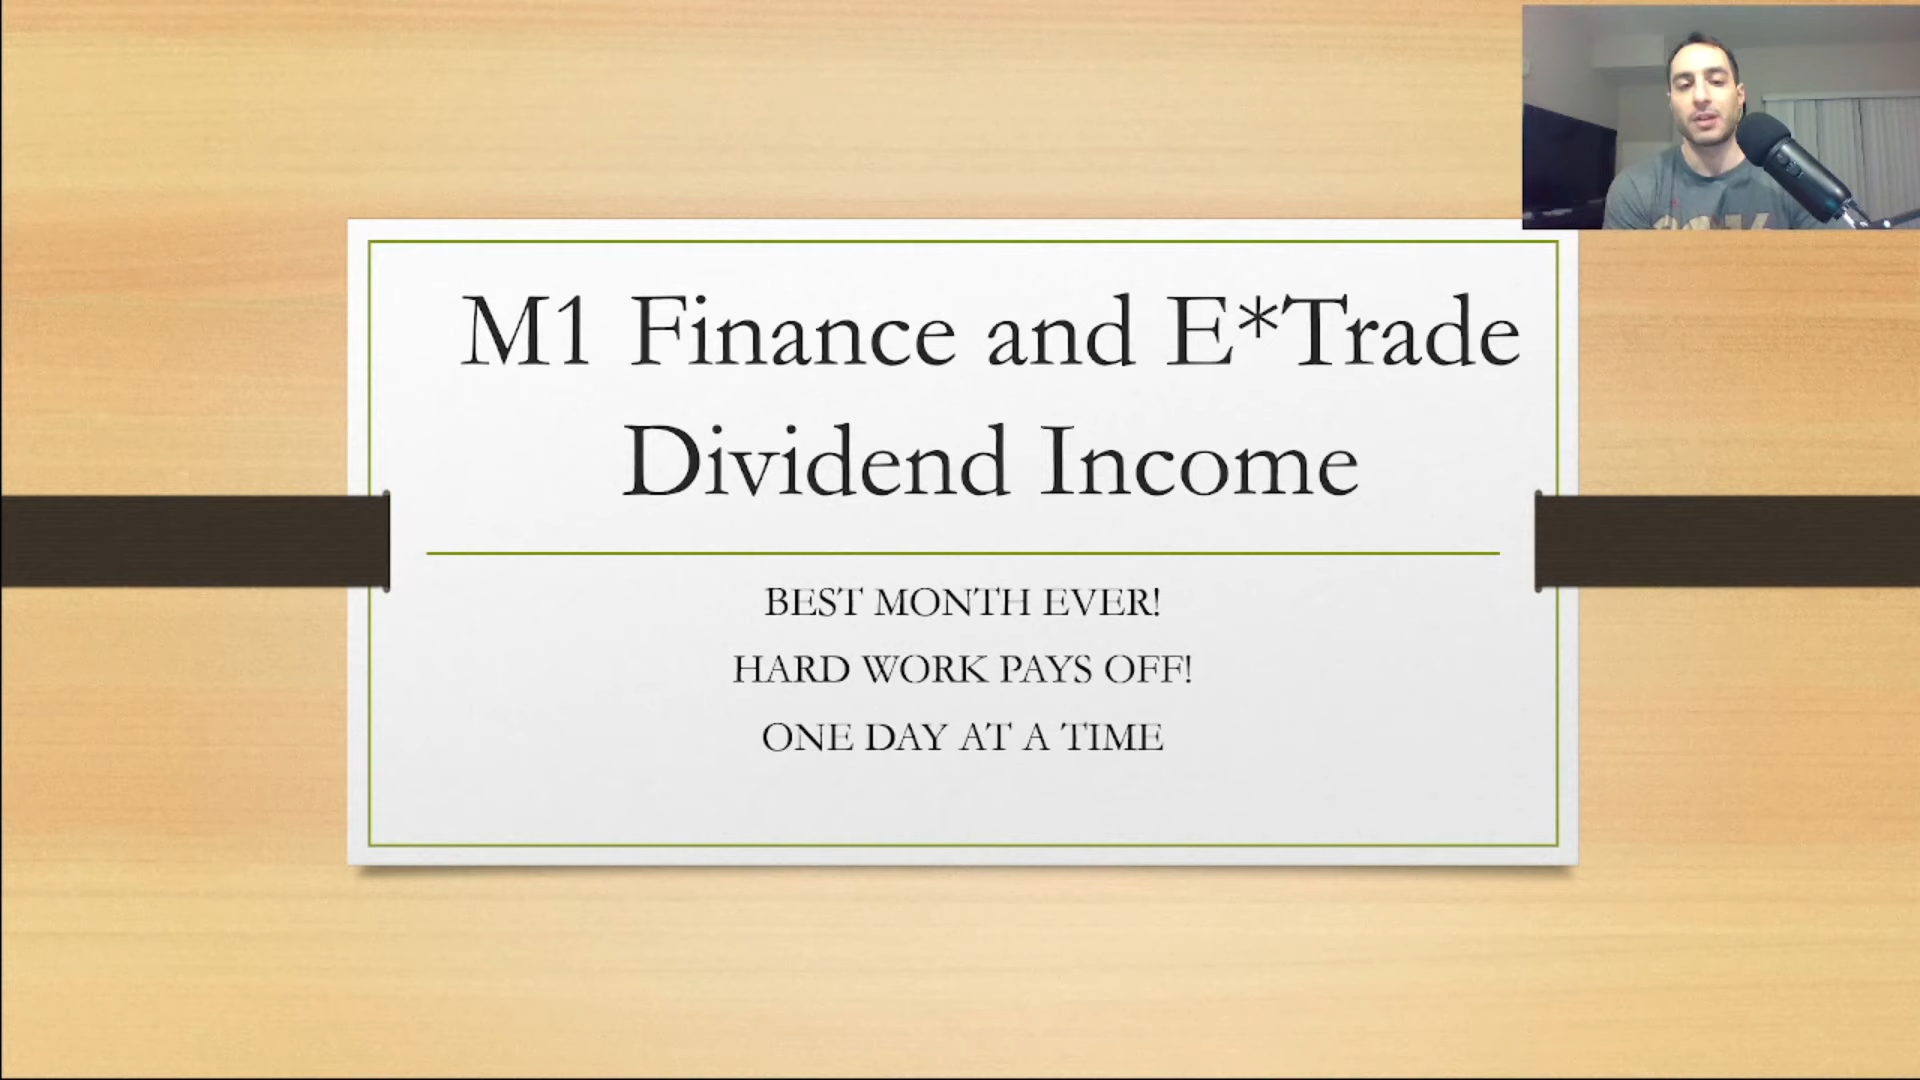 M1 Finance and E*Trade
Dividend Income
BEST MONTH EVER!
HARD WORK PAYS OFF!
ONE DAY AT A TIME